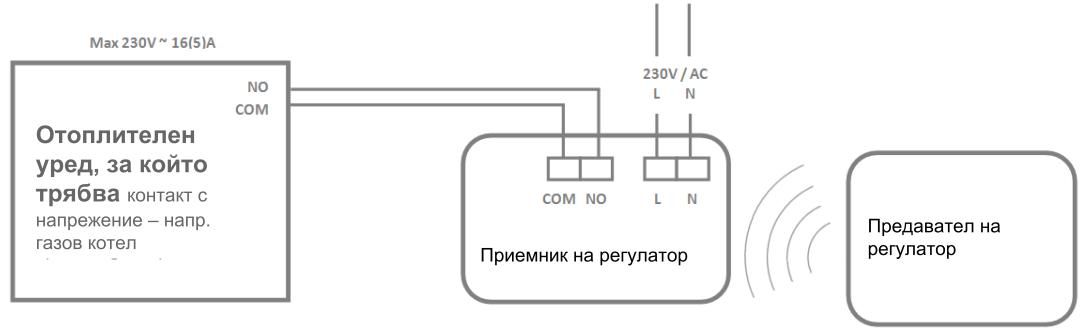 Max 230V ~ 16(5)A
NO
COM
Отоплителен
уред, за който
трябва контакт с
напрежение – напр.
газов котел
230V / AC
L N
COM NO L N
Приемник на регулатор
Предавател на
регулатор